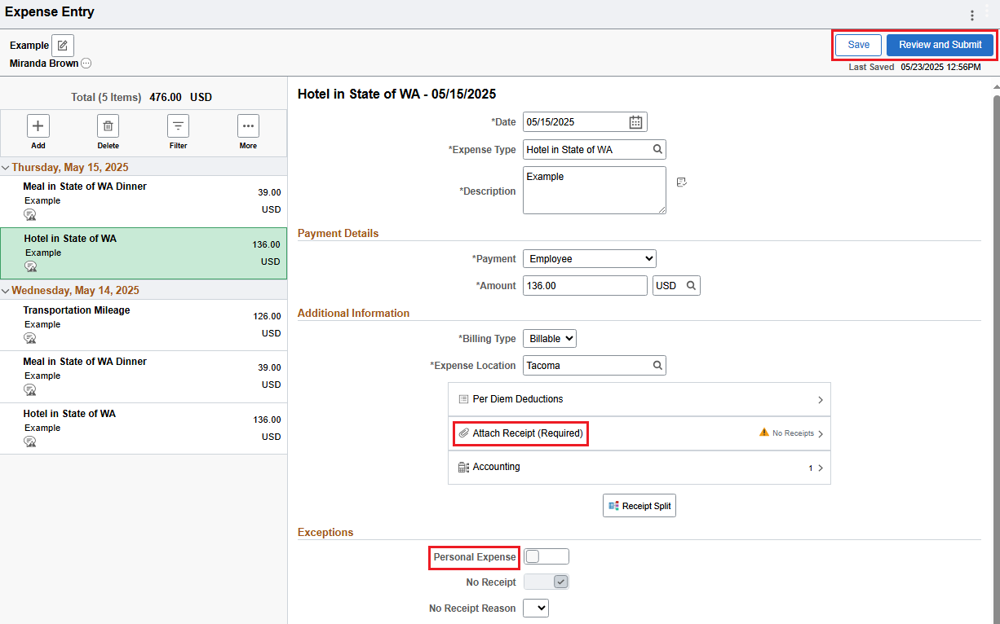 Expense Entry
Example
Miranda Brown
Save
Review and Submit
Last Saved 05/23/2025 12:56PM
Total (5 Items) 476.00 USD
Add
Delete
Filter
More
Thursday, May 15, 2025
Meal in State of WA Dinner
39.00
Example
USD
Hotel in State of WA
136.00
Example
USD
Wednesday, May 14, 2025
Transportation Mileage
126.00
Example
USD
Meal in State of WA Dinner
39.00
Example
USD
Hotel in State of WA
136.00
Example
USD
Hotel in State of WA - 05/15/2025
*Date 05/15/2025
*Expense Type Hotel in State of WA
*Description Example
Payment Details
*Payment Employee
*Amount 136.00 USD
Additional Information
*Billing Type Billable
*Expense Location Tacoma
Per Diem Deductions
Attach Receipt (Required) No Receipts
Accounting 1
Receipt Split
Exceptions
Personal Expense
No Receipt
No Receipt Reason